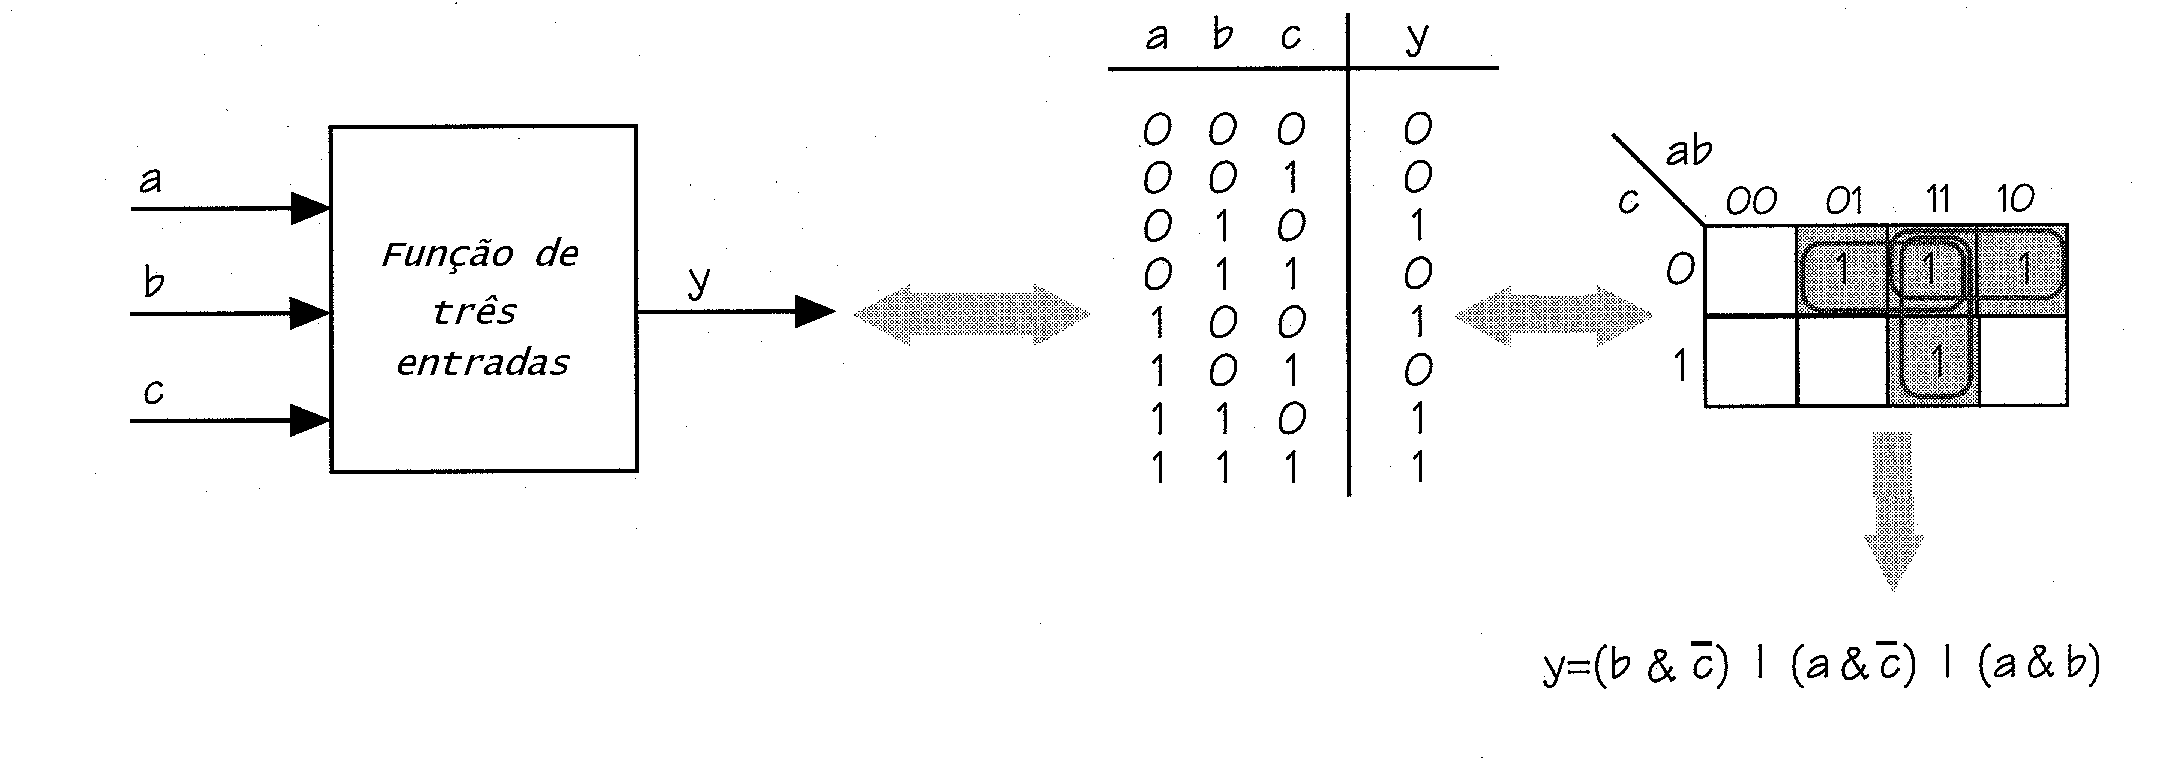 a
b
c
Função de
três
entradas
y
a b c y
0 0 0 0
0 0 1 0
0 1 0 1
0 1 1 0
1 0 0 1
1 0 1 0
1 1 0 1
1 1 1 1
ab
c 00 01 11 10
0 1 1 1
1 1
y=(b & c̅) | (a & c̅) | (a & b)